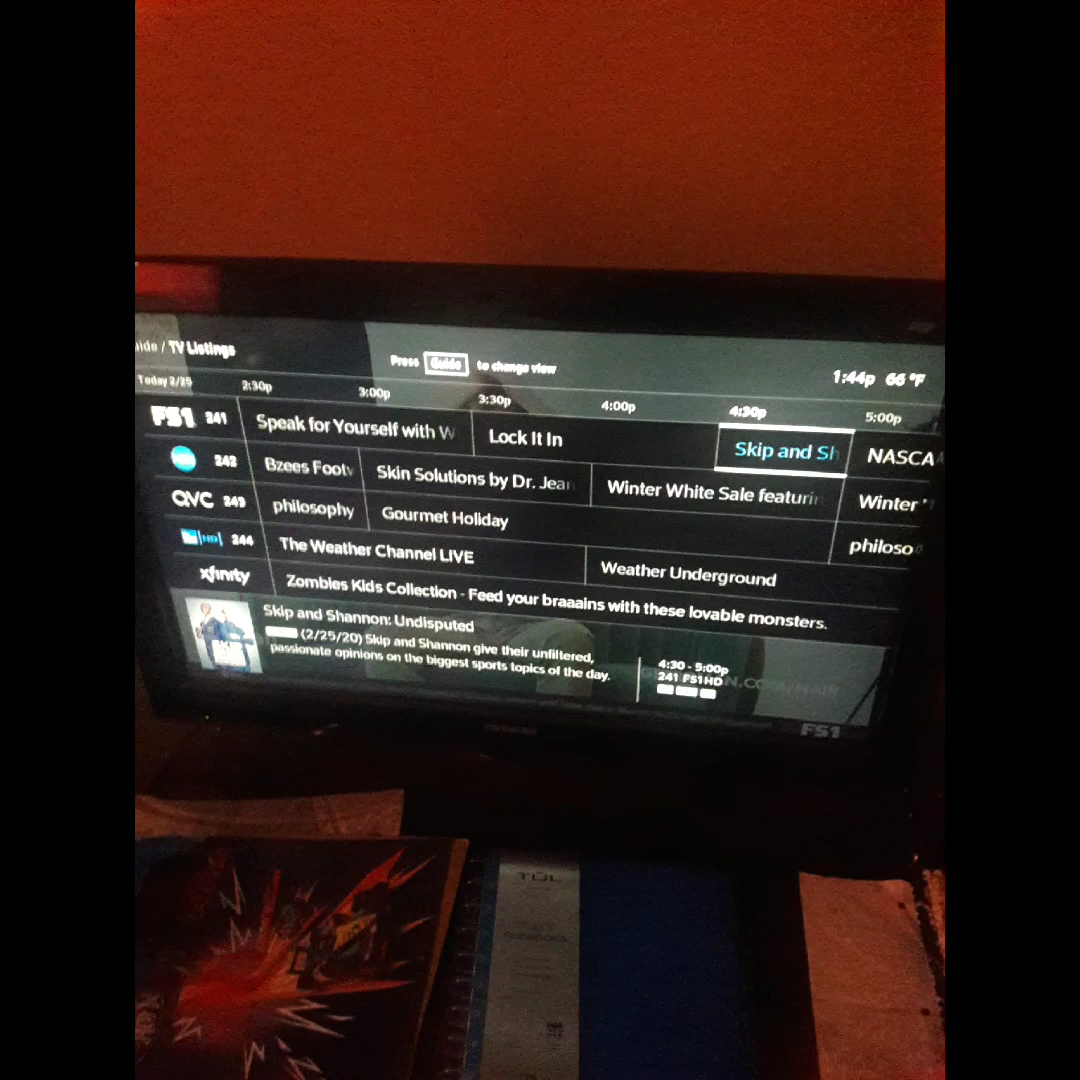 / TV Listings
Press Guide to change view
1:44p 66°F
Today 2/25 2:30p 3:00p 3:30p 4:00p 4:30p 5:00p
FS1 241 Speak for Yourself with W Lock It In Skip and Sh NASCA
242 Bzees Footw Skin Solutions by Dr. Jean Winter White Sale featurin Winter
QVC 243 philosophy Gourmet Holiday philoso
HD 244 The Weather Channel LIVE Weather Underground
xfinity Zombies Kids Collection - Feed your braaains with these lovable monsters.
Skip and Shannon: Undisputed
(2/25/20) Skip and Shannon give their unfiltered,
passionate opinions on the biggest sports topics of the day.
4:30 - 5:00p
241 FS1HD
FS1
TUL